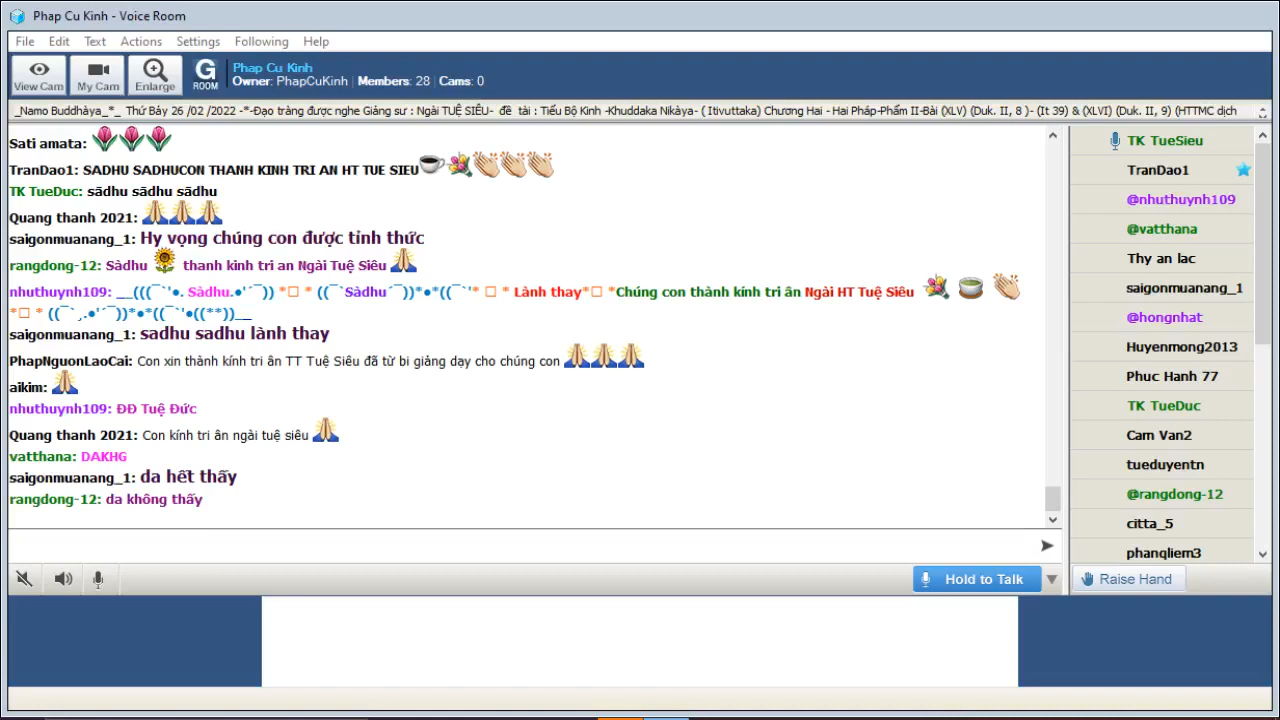 Phap Cu Kinh - Voice Room
File Edit Text Actions Settings Following Help
View Cam My Cam Enlarge G ROOM
Phap Cu Kinh
Owner: PhapCuKinh | Members: 28 | Cams: 0
_Namo Buddhàya_*_ Thứ Bảy 26 /02 /2022 -*-Đạo tràng được nghe Giảng sư : Ngài TUỆ SIÊU- đề tài : Tiểu Bộ Kinh -Khuddaka Nikàya- ( Itivuttaka) Chương Hai - Hai Pháp-Phẩm II-Bài (XLV) (Duk. II, 8 )- (It 39) & (XLVI) (Duk. II, 9) (HTTMC dịch
Sati amata:
TranDao1: SADHU SADHUCON THANH KINH TRI AN HT TUE SIEU
TK TueDuc: sādhu sādhu sādhu
Quang thanh 2021:
saigonmuanang_1: Hy vọng chúng con được tỉnh thức
rangdong-12: Sàdhu thanh kinh tri an Ngài Tuệ Siêu
nhuthuynh109: __(((¯`'•. Sàdhu.•'´¯)) *□ * ((¯`Sàdhu´¯))*•*((¯`'* □ * Lành thay*□ *Chúng con thành kính tri ân Ngài HT Tuệ Siêu
*□ * ((¯`¸.•'´¯))*•*((¯`'•((**))__
saigonmuanang_1: sadhu sadhu lành thay
PhapNguonLaoCai: Con xin thành kính tri ân TT Tuệ Siêu đã từ bi giảng dạy cho chúng con
aikim:
nhuthuynh109: ĐĐ Tuệ Đức
Quang thanh 2021: Con kính tri ân ngài tuệ siêu
vatthana: DAKHG
saigonmuanang_1: da hết thấy
rangdong-12: da không thấy
Hold to Talk
TK TueSieu
TranDao1
@nhuthuynh109
@vatthana
Thy an lac
saigonmuanang_1
@hongnhat
Huyenmong2013
Phuc Hanh 77
TK TueDuc
Cam Van2
tueduyentn
@rangdong-12
citta_5
phanqliem3
Raise Hand